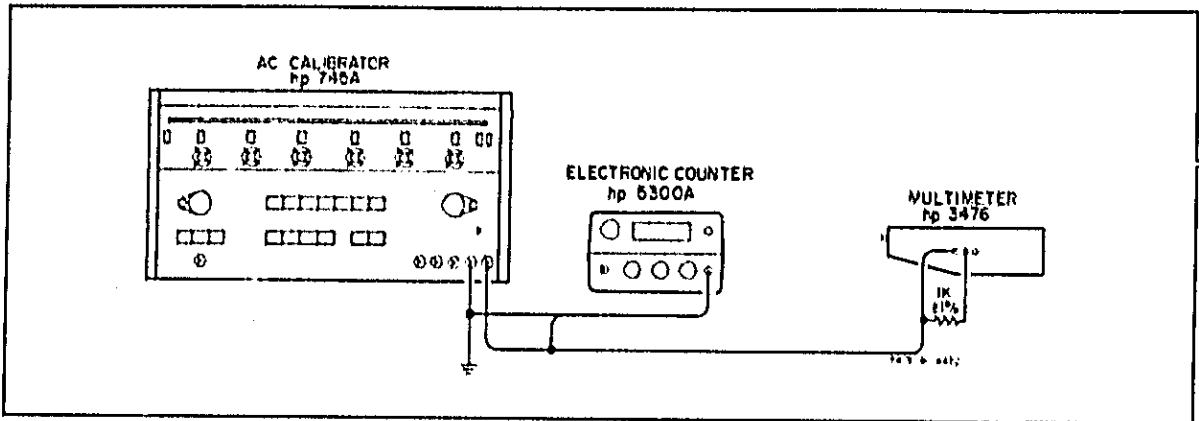 AC CALIBRATOR
hp 745A
ELECTRONIC COUNTER
hp 5300A
MULTIMETER
hp 3476
1K
±1%